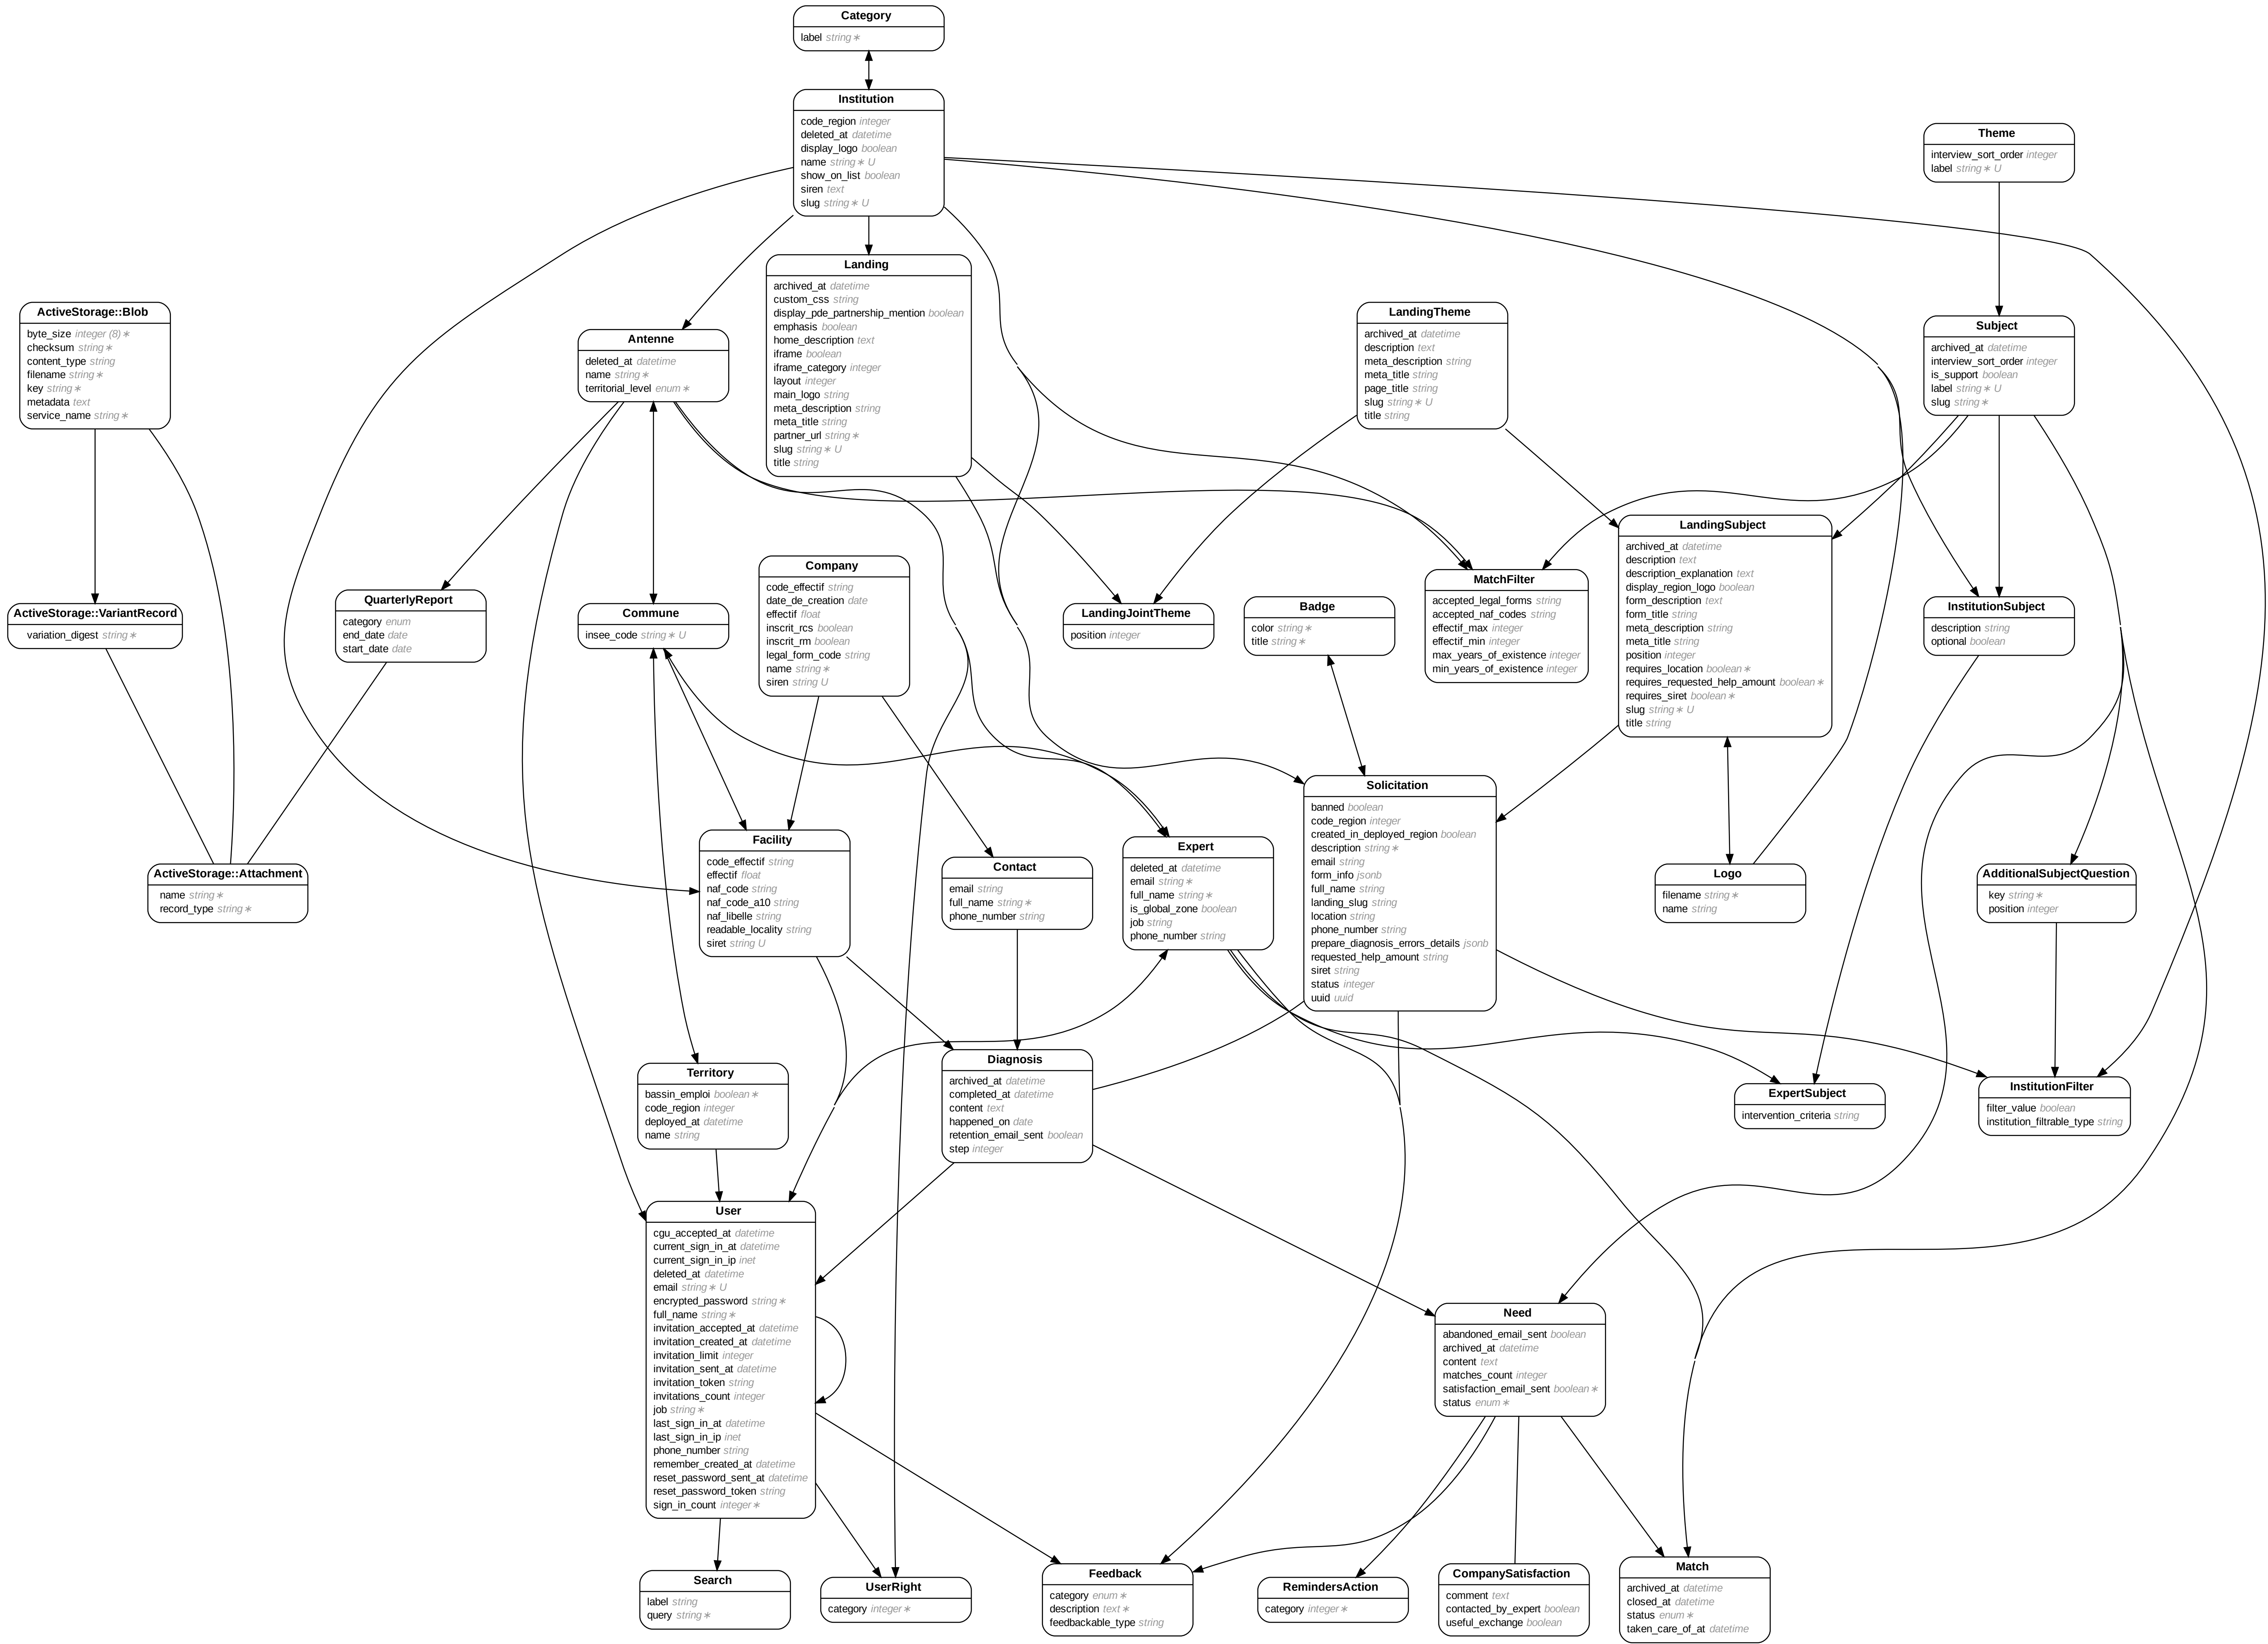 Category
label string∗
Institution
code_region integer
deleted_at datetime
display_logo boolean
name string∗ U
show_on_list boolean
siren text
slug string∗ U
Theme
interview_sort_order integer
label string∗ U
Landing
archived_at datetime
custom_css string
display_pde_partnership_mention boolean
emphasis boolean
home_description text
iframe boolean
iframe_category integer
layout integer
main_logo string
meta_description string
meta_title string
partner_url string∗
slug string∗ U
title string
ActiveStorage::Blob
byte_size integer (8)∗
checksum string∗
content_type string
filename string∗
key string∗
metadata text
service_name string∗
Antenne
deleted_at datetime
name string∗
territorial_level enum∗
LandingTheme
archived_at datetime
description text
meta_description string
meta_title string
page_title string
slug string∗ U
title string
Subject
archived_at datetime
interview_sort_order integer
is_support boolean
label string∗ U
slug string∗
LandingSubject
archived_at datetime
description text
description_explanation text
display_region_logo boolean
form_description text
form_title string
meta_description string
meta_title string
position integer
requires_location boolean∗
requires_requested_help_amount boolean∗
requires_siret boolean∗
slug string∗ U
title string
Company
code_effectif string
date_de_creation date
effectif float
inscrit_rcs boolean
inscrit_rm boolean
legal_form_code string
name string∗
siren string U
MatchFilter
accepted_legal_forms string
accepted_naf_codes string
effectif_max integer
effectif_min integer
max_years_of_existence integer
min_years_of_existence integer
ActiveStorage::VariantRecord
variation_digest string∗
QuarterlyReport
category enum
end_date date
start_date date
Commune
insee_code string∗ U
LandingJointTheme
position integer
Badge
color string∗
title string∗
InstitutionSubject
description string
optional boolean
Solicitation
banned boolean
code_region integer
created_in_deployed_region boolean
description string∗
email string
form_info jsonb
full_name string
landing_slug string
location string
phone_number string
prepare_diagnosis_errors_details jsonb
requested_help_amount string
siret string
status integer
uuid uuid
Facility
code_effectif string
effectif float
naf_code string
naf_code_a10 string
naf_libelle string
readable_locality string
siret string U
Expert
deleted_at datetime
email string∗
full_name string∗
is_global_zone boolean
job string
phone_number string
Contact
email string
full_name string∗
phone_number string
ActiveStorage::Attachment
name string∗
record_type string∗
Logo
filename string∗
name string
AdditionalSubjectQuestion
key string∗
position integer
Diagnosis
archived_at datetime
completed_at datetime
content text
happened_on date
retention_email_sent boolean
step integer
Territory
bassin_emploi boolean∗
code_region integer
deployed_at datetime
name string
ExpertSubject
intervention_criteria string
InstitutionFilter
filter_value boolean
institution_filtrable_type string
User
cgu_accepted_at datetime
current_sign_in_at datetime
current_sign_in_ip inet
deleted_at datetime
email string∗ U
encrypted_password string∗
full_name string∗
invitation_accepted_at datetime
invitation_created_at datetime
invitation_limit integer
invitation_sent_at datetime
invitation_token string
invitations_count integer
job string∗
last_sign_in_at datetime
last_sign_in_ip inet
phone_number string
remember_created_at datetime
reset_password_sent_at datetime
reset_password_token string
sign_in_count integer∗
Need
abandoned_email_sent boolean
archived_at datetime
content text
matches_count integer
satisfaction_email_sent boolean∗
status enum∗
Search
label string
query string∗
UserRight
category integer∗
Feedback
category enum∗
description text∗
feedbackable_type string
RemindersAction
category integer∗
CompanySatisfaction
comment text
contacted_by_expert boolean
useful_exchange boolean
Match
archived_at datetime
closed_at datetime
status enum∗
taken_care_of_at datetime